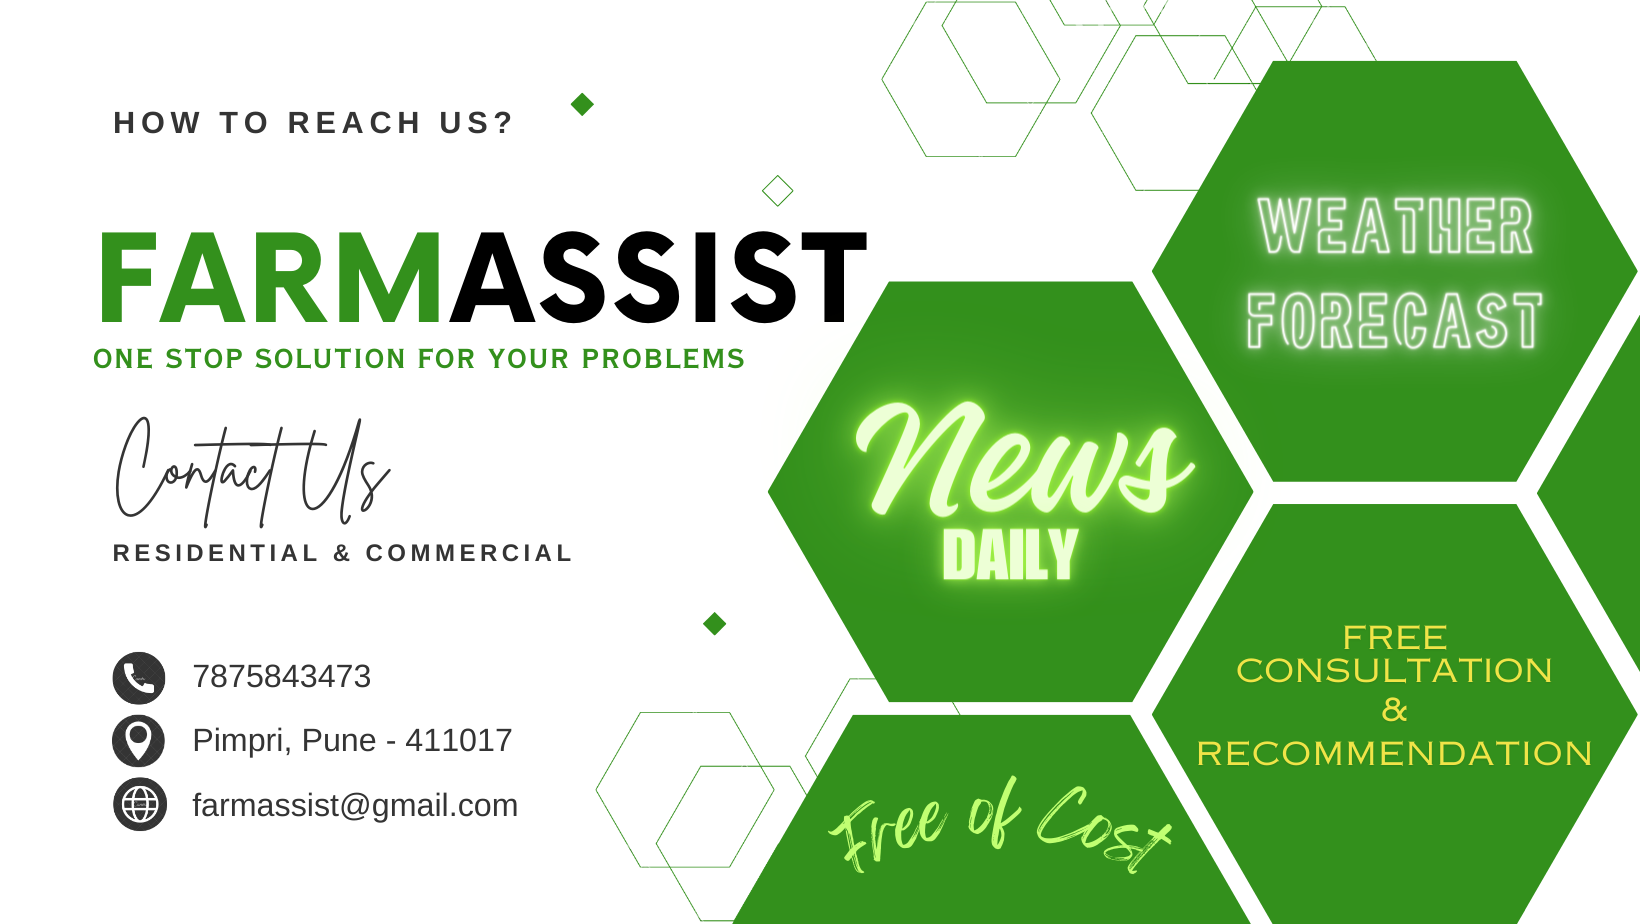 HOW TO REACH US?
FARMASSIST
ONE STOP SOLUTION FOR YOUR PROBLEMS
Contact Us
RESIDENTIAL & COMMERCIAL
7875843473
Pimpri, Pune - 411017
farmassist@gmail.com
WEATHER
FORECAST
News
DAILY
FREE
CONSULTATION
&
RECOMMENDATION
Free of Cost